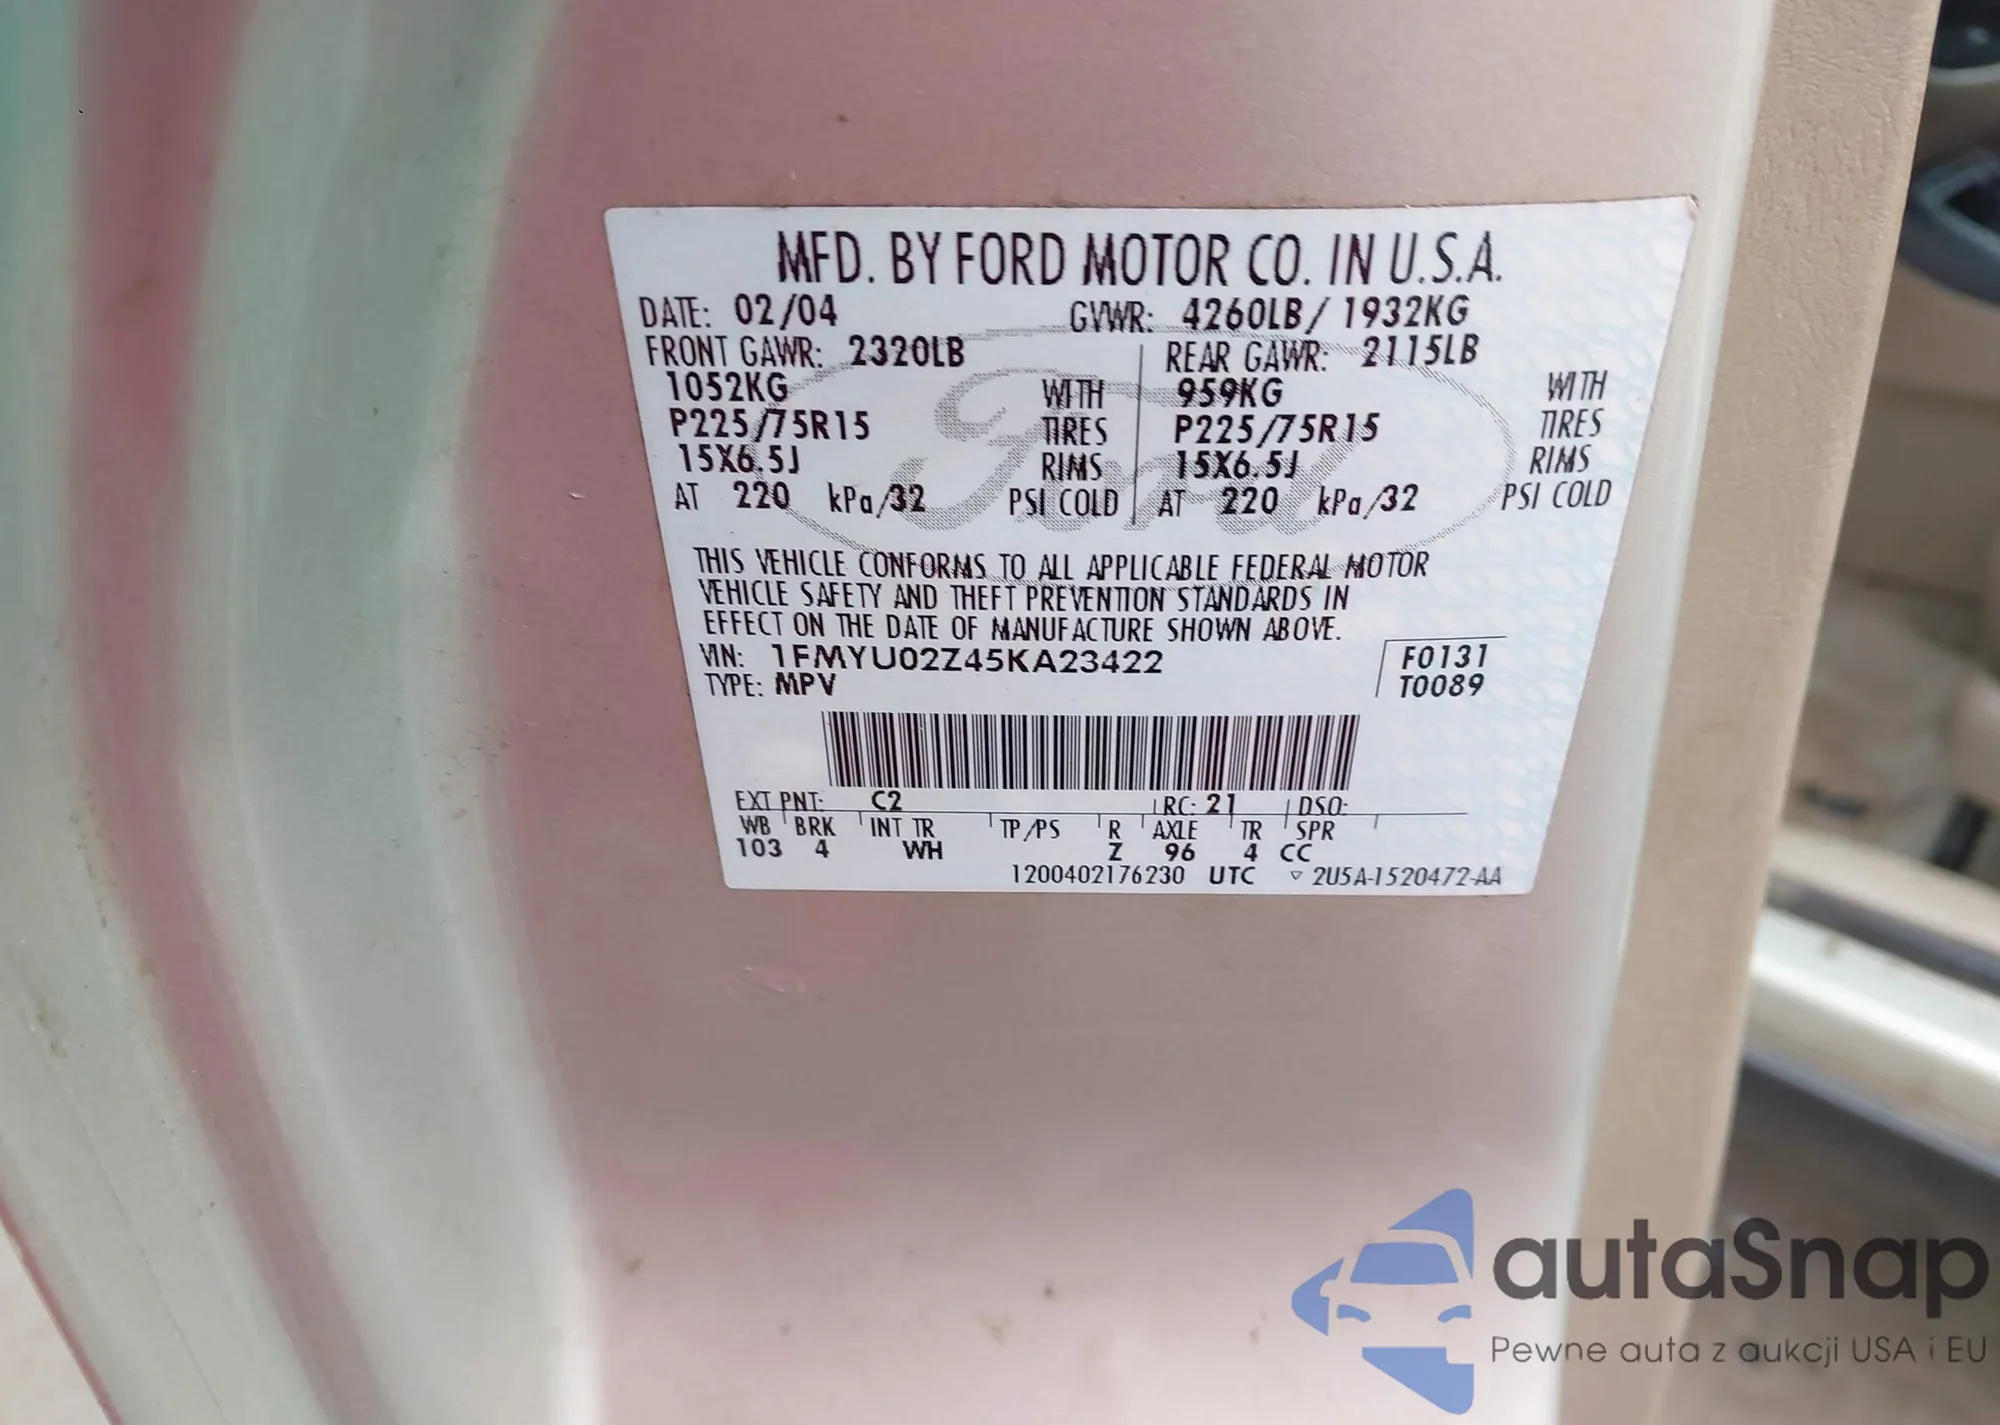 MFD. BY FORD MOTOR CO. IN U.S.A.
DATE: 02/04 GVWR: 4260LB/ 1932KG
FRONT GAWR: 2320LB REAR GAWR: 2115LB
1052KG WITH 959KG WITH
P225/75R15 TIRES P225/75R15 TIRES
15X6.5J RIMS 15X6.5J RIMS
AT 220 kPa/32 PSI COLD AT 220 kPa/32 PSI COLD
Ford
THIS VEHICLE CONFORMS TO ALL APPLICABLE FEDERAL MOTOR
VEHICLE SAFETY AND THEFT PREVENTION STANDARDS IN
EFFECT ON THE DATE OF MANUFACTURE SHOWN ABOVE.
VIN: 1FMYU02Z45KA23422 F0131
TYPE: MPV T0089
EXT PNT: C2 RC: 21 DSO:
WB BRK INT TR TP/PS R AXLE TR SPR
103 4 WH Z 96 4 CC
1200402176230 UTC ▽ 2U5A-1520472-AA
autaSnap
Pewne auta z aukcji USA i EU